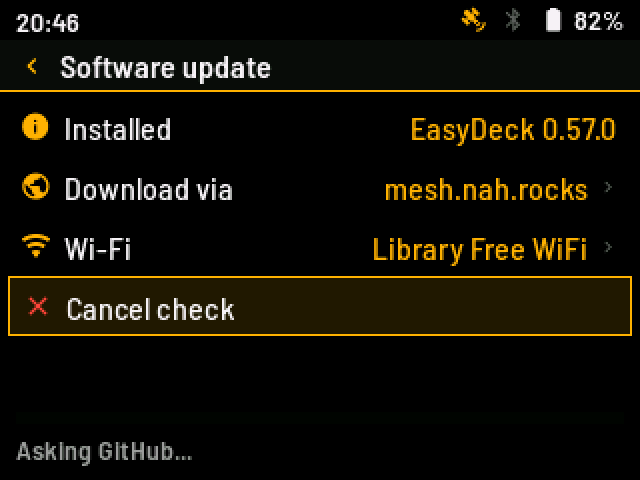 20:46 82%
Software update
Installed EasyDeck 0.57.0
Download via mesh.nah.rocks
Wi-Fi Library Free WiFi
Cancel check
Asking GitHub...